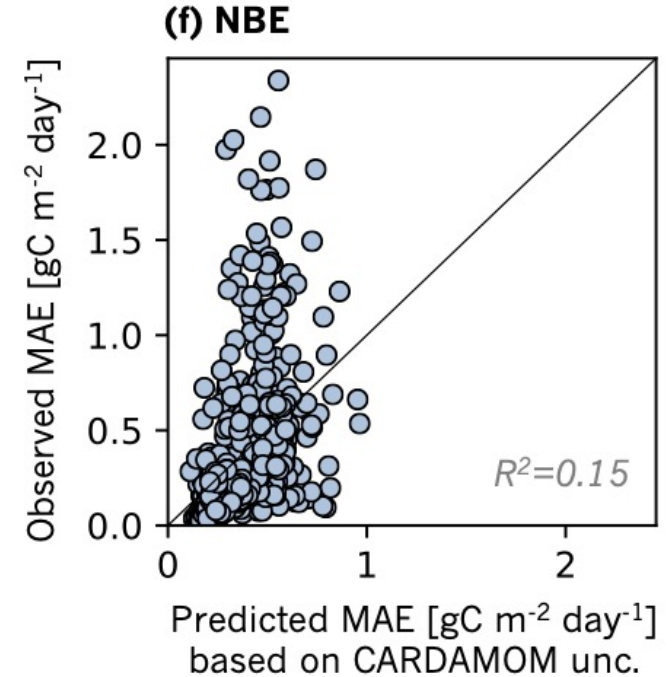 (f) NBE
Observed MAE [gC m⁻² day⁻¹]
2.0
1.5
1.0
0.5
0.0
R²=0.15
0 1 2
Predicted MAE [gC m⁻² day⁻¹]
based on CARDAMOM unc.